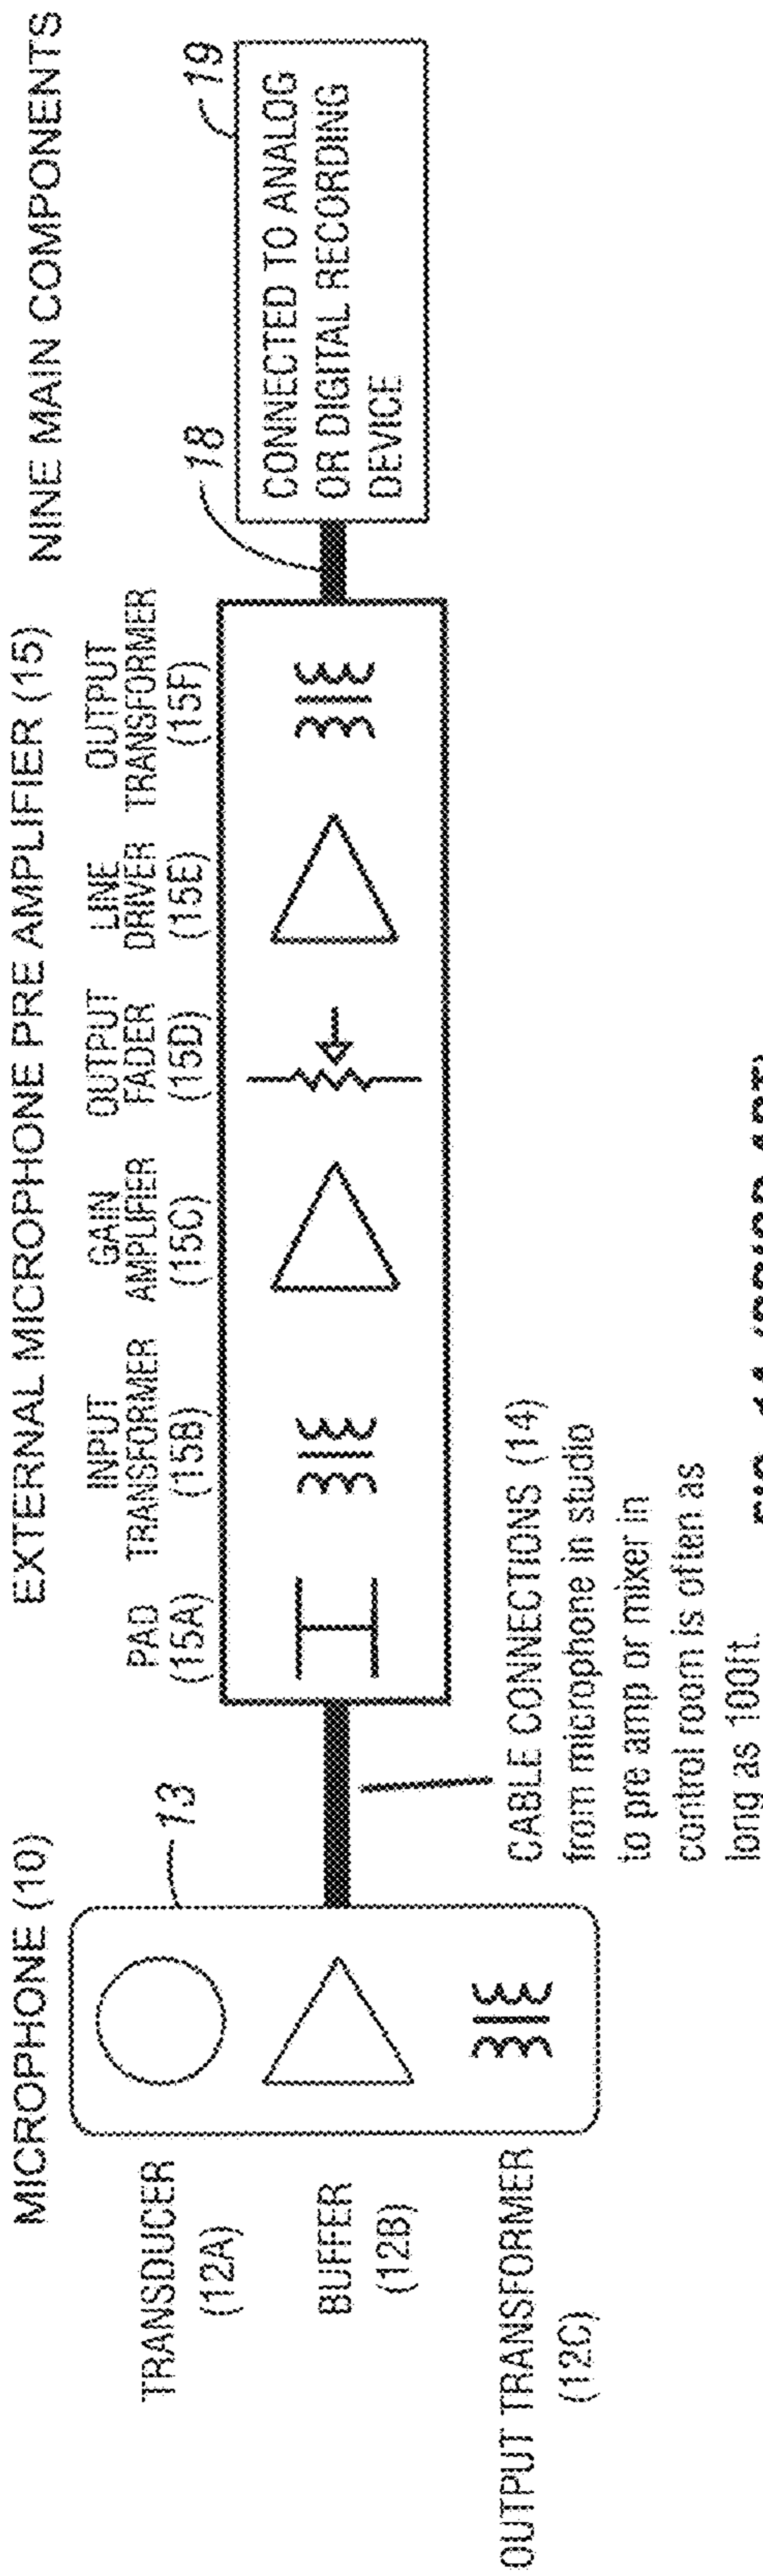 MICROPHONE (10)
EXTERNAL MICROPHONE PRE AMPLIFIER (15)
NINE MAIN COMPONENTS
TRANSDUCER
(12A)
BUFFER
(12B)
OUTPUT TRANSFORMER
(12C)
13
PAD
(15A)
INPUT
TRANSFORMER
(15B)
GAIN
AMPLIFIER
(15C)
OUTPUT
FADER
(15D)
LINE
DRIVER
(15E)
OUTPUT
TRANSFORMER
(15F)
18
19
CONNECTED TO ANALOG
OR DIGITAL RECORDING
DEVICE
CABLE CONNECTIONS (14)
from microphone in studio
to pre amp or mixer in
control room is often as
long as 100ft.